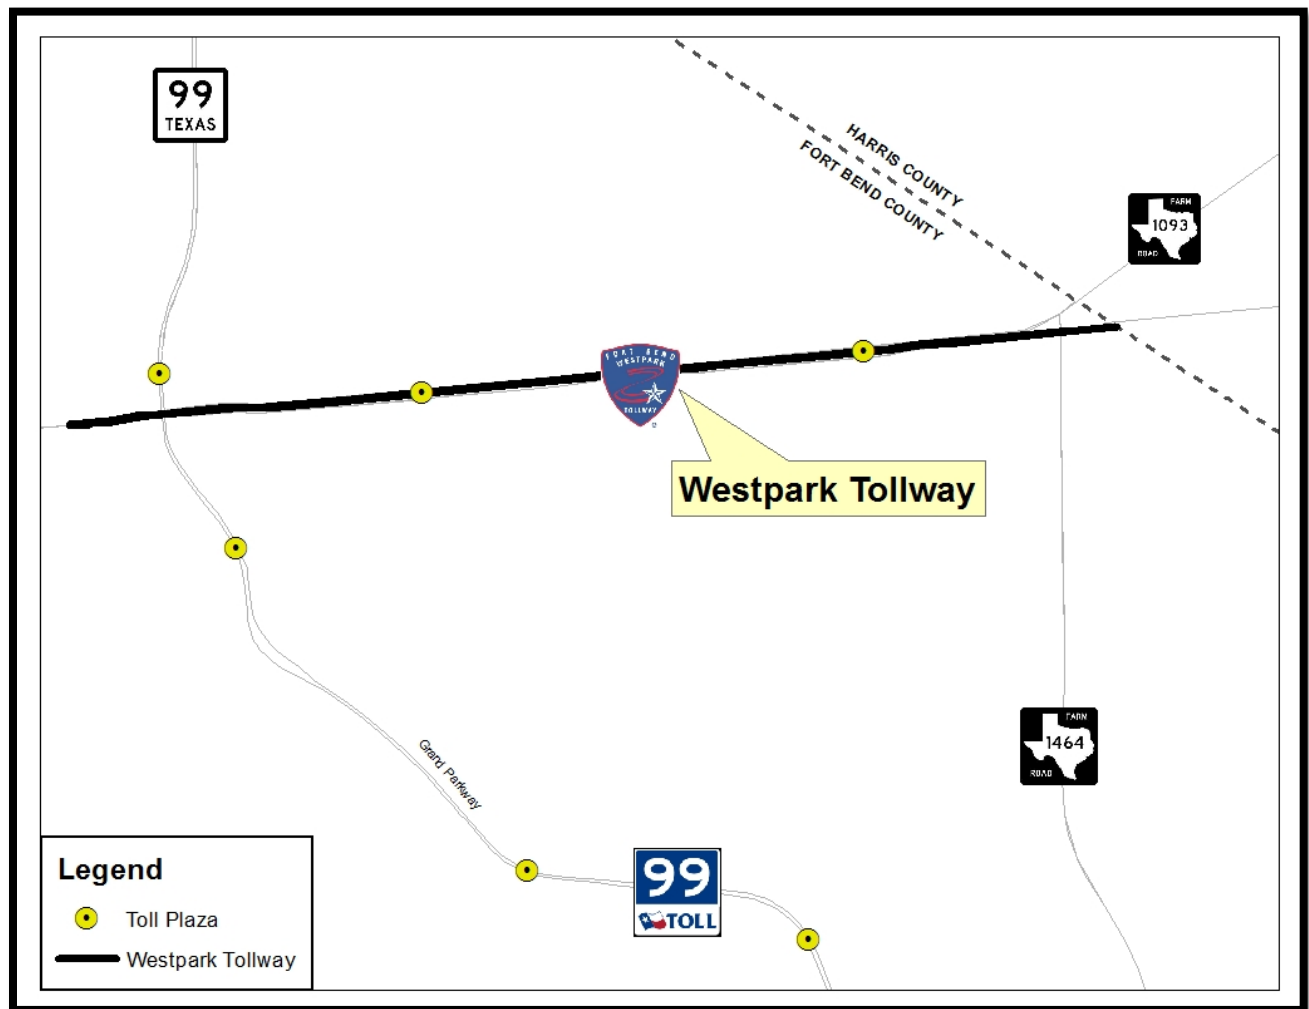 99
TEXAS
HARRIS COUNTY
FORT BEND COUNTY
FARM
1093
ROAD
FORT BEND
WESTPARK
TOLLWAY
®
Westpark Tollway
FARM
1464
ROAD
Grand Parkway
99
TOLL
Legend
Toll Plaza
Westpark Tollway